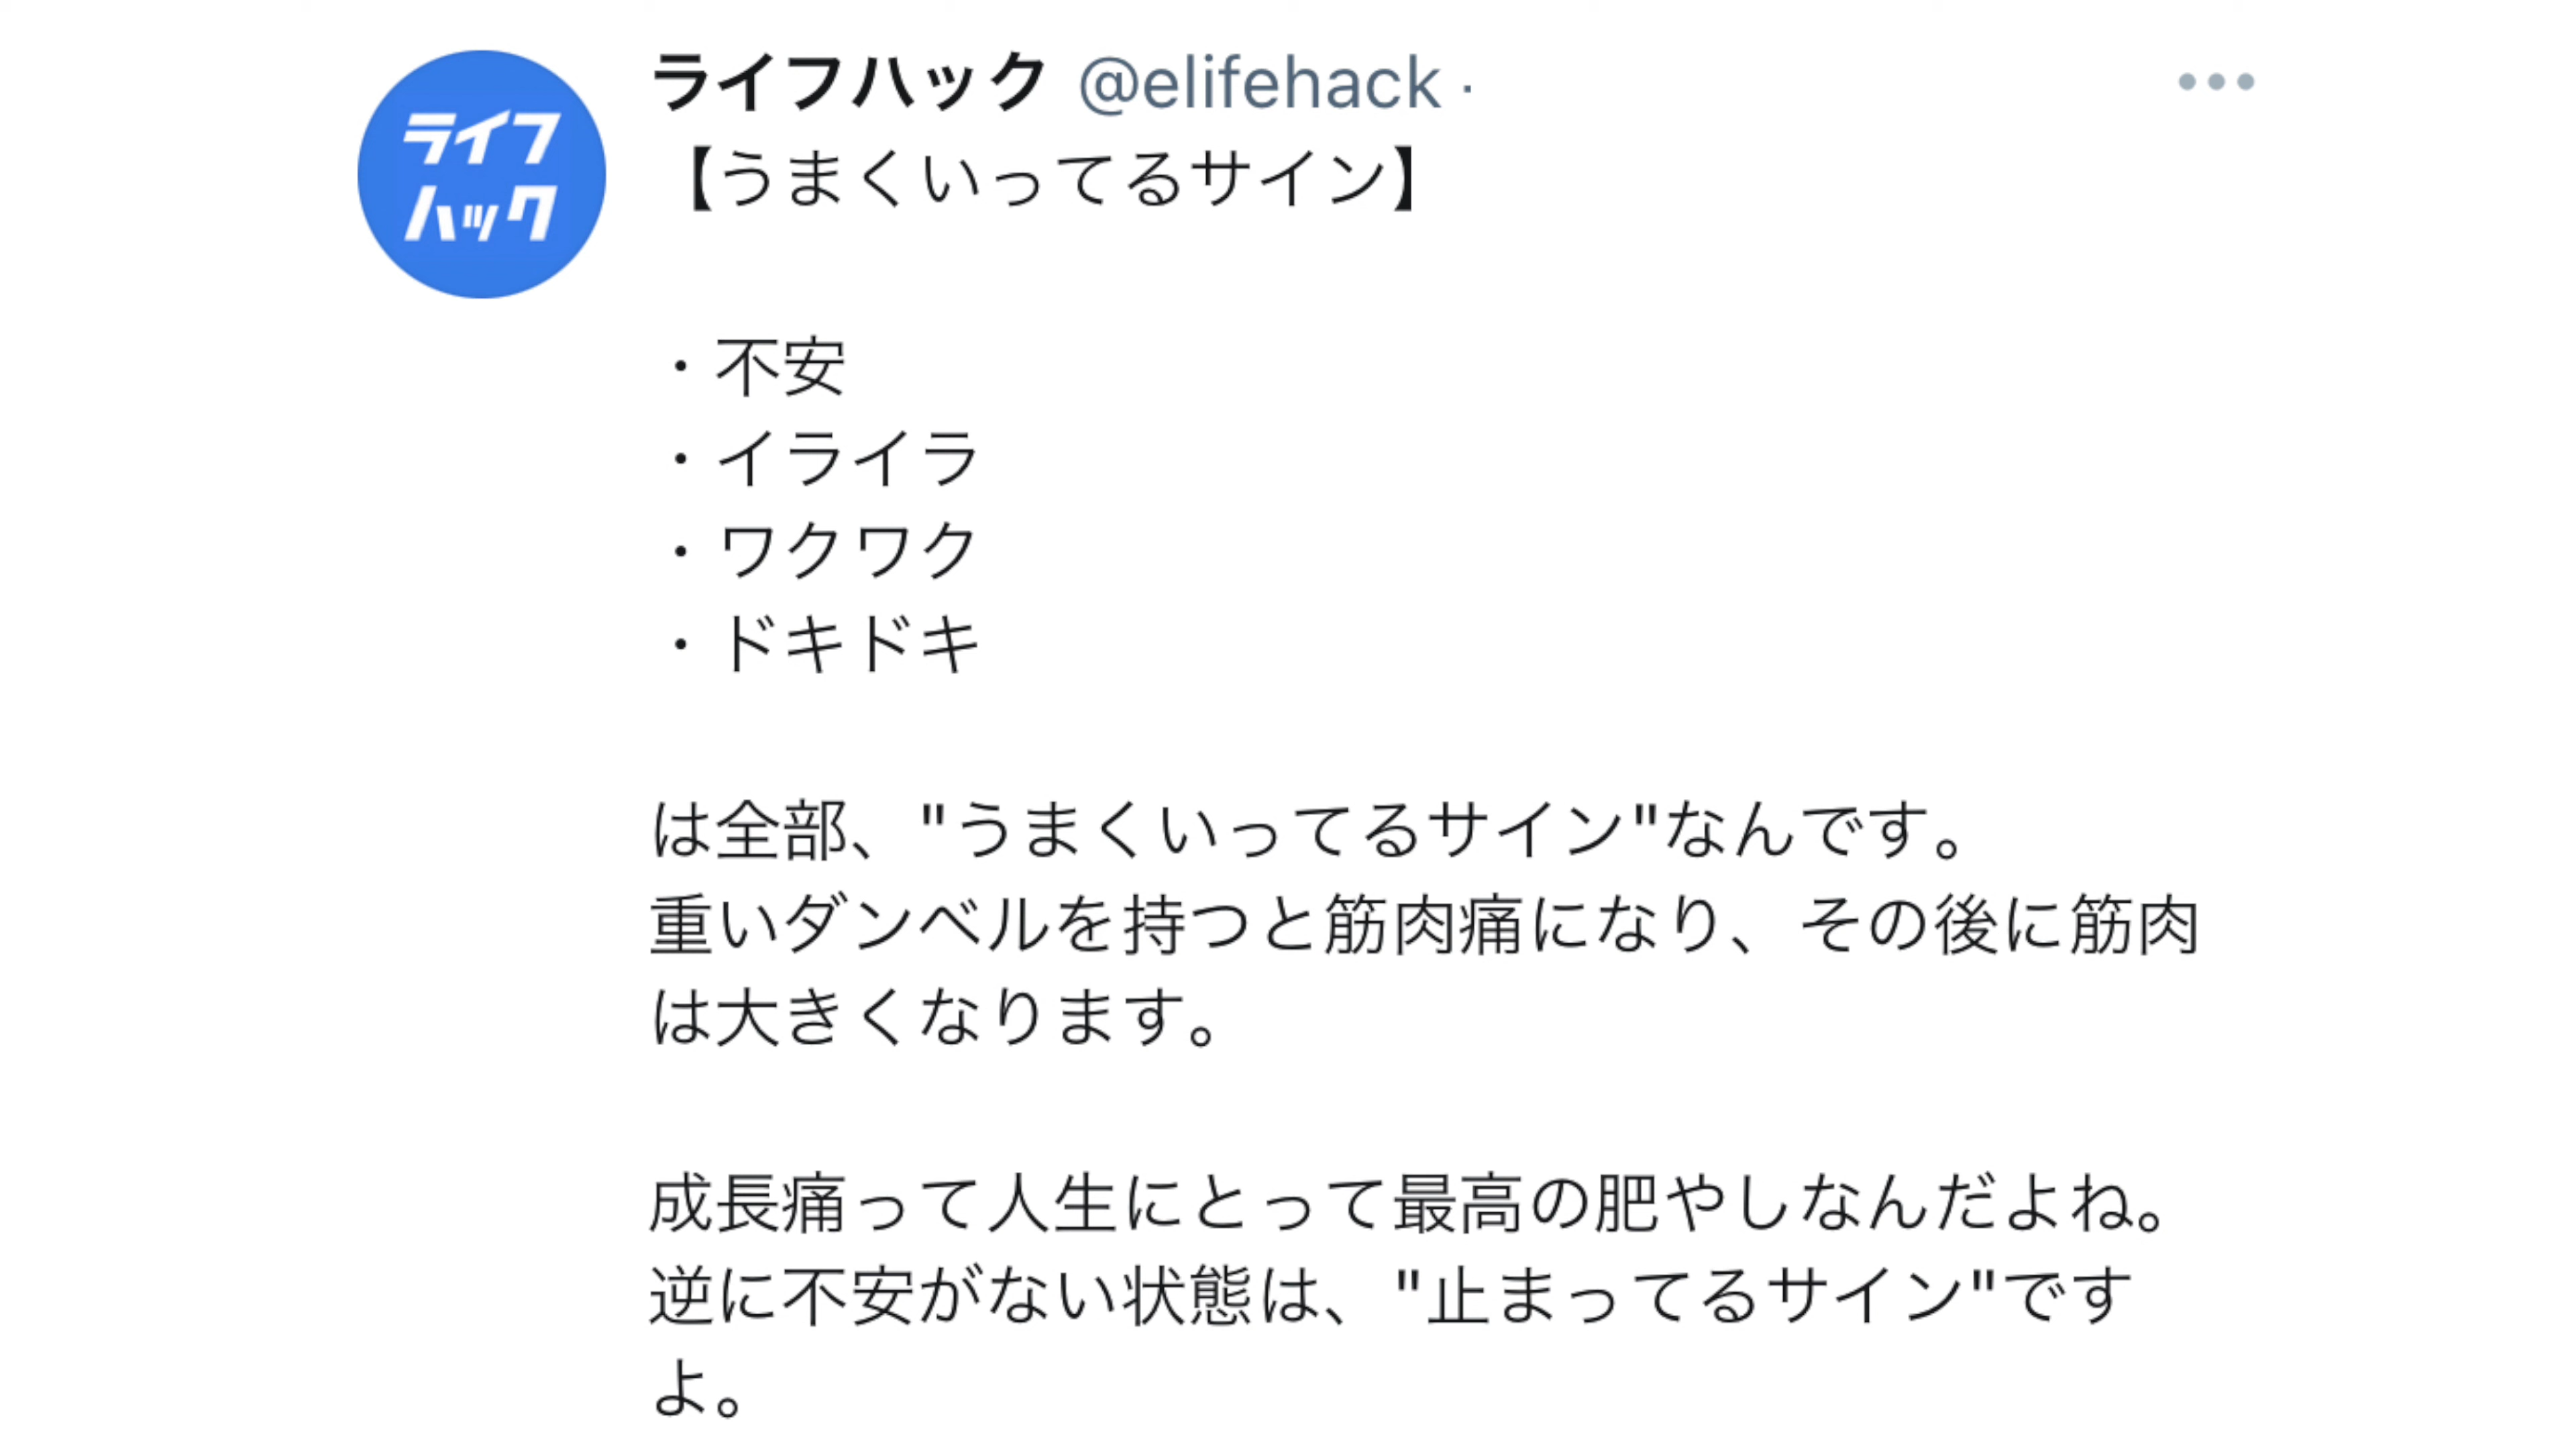 ライフ
ハック
ライフハック @elifehack ·
【うまくいってるサイン】
・不安
・イライラ
・ワクワク
・ドキドキ
は全部、"うまくいってるサイン"なんです。
重いダンベルを持つと筋肉痛になり、その後に筋肉
は大きくなります。
成長痛って人生にとって最高の肥やしなんだよね。
逆に不安がない状態は、"止まってるサイン"です
よ。